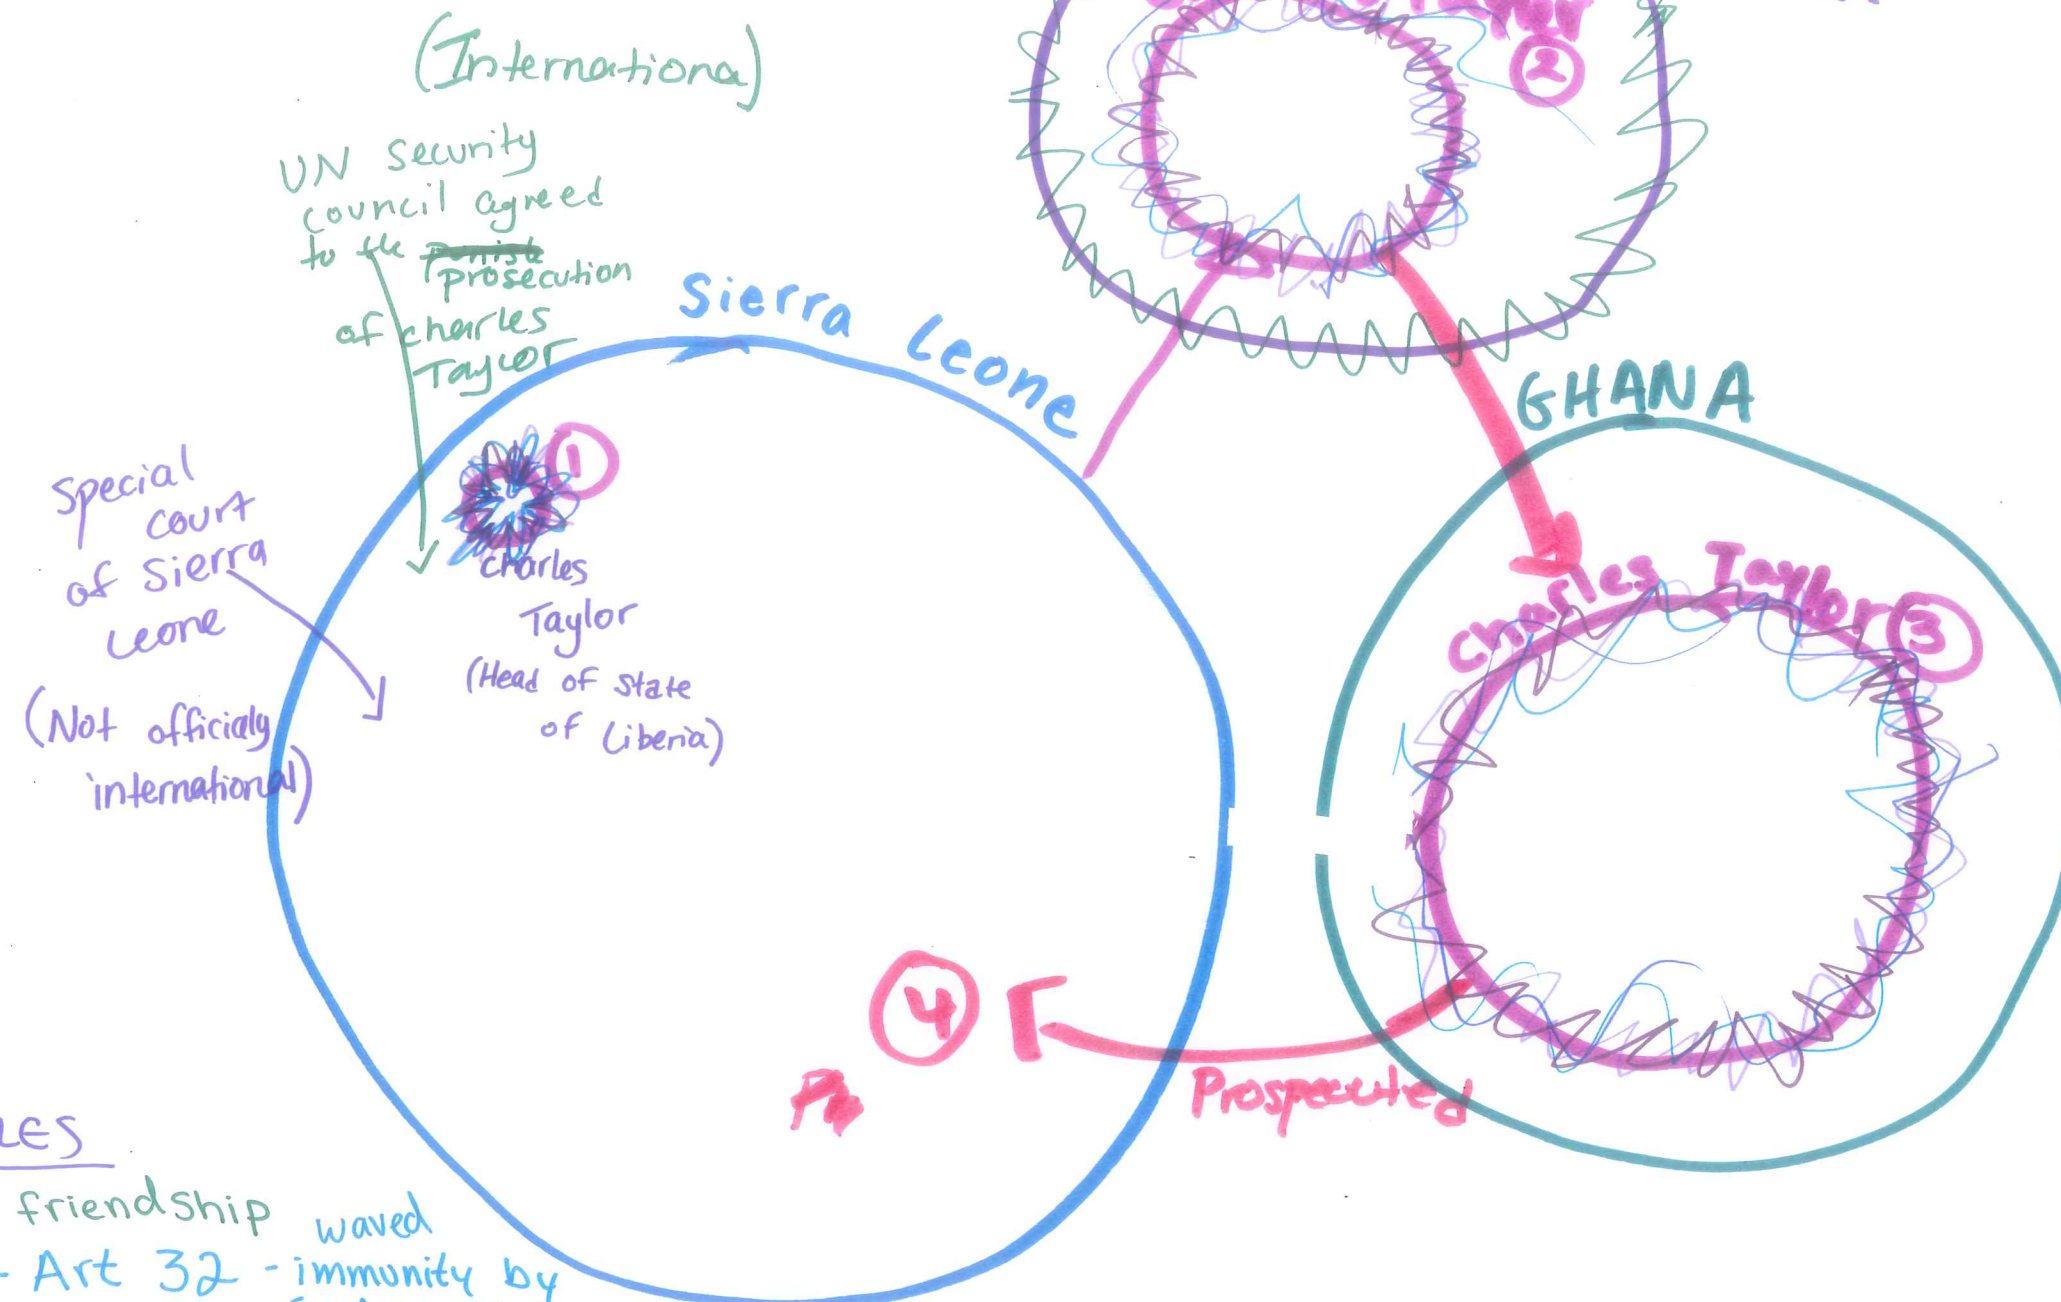 (International)
②
UN Security
council agreed
to the
prosecution
of charles
Taylor
Sierra Leone
GHANA
①
Special
court
of Sierra
Leone
(Not officialy
international)
charles
Taylor
(Head of state
of Liberia)
Charles Taylor ③
④
Prospecuted
LES
friendship
waved
- Art 32 - immunity by